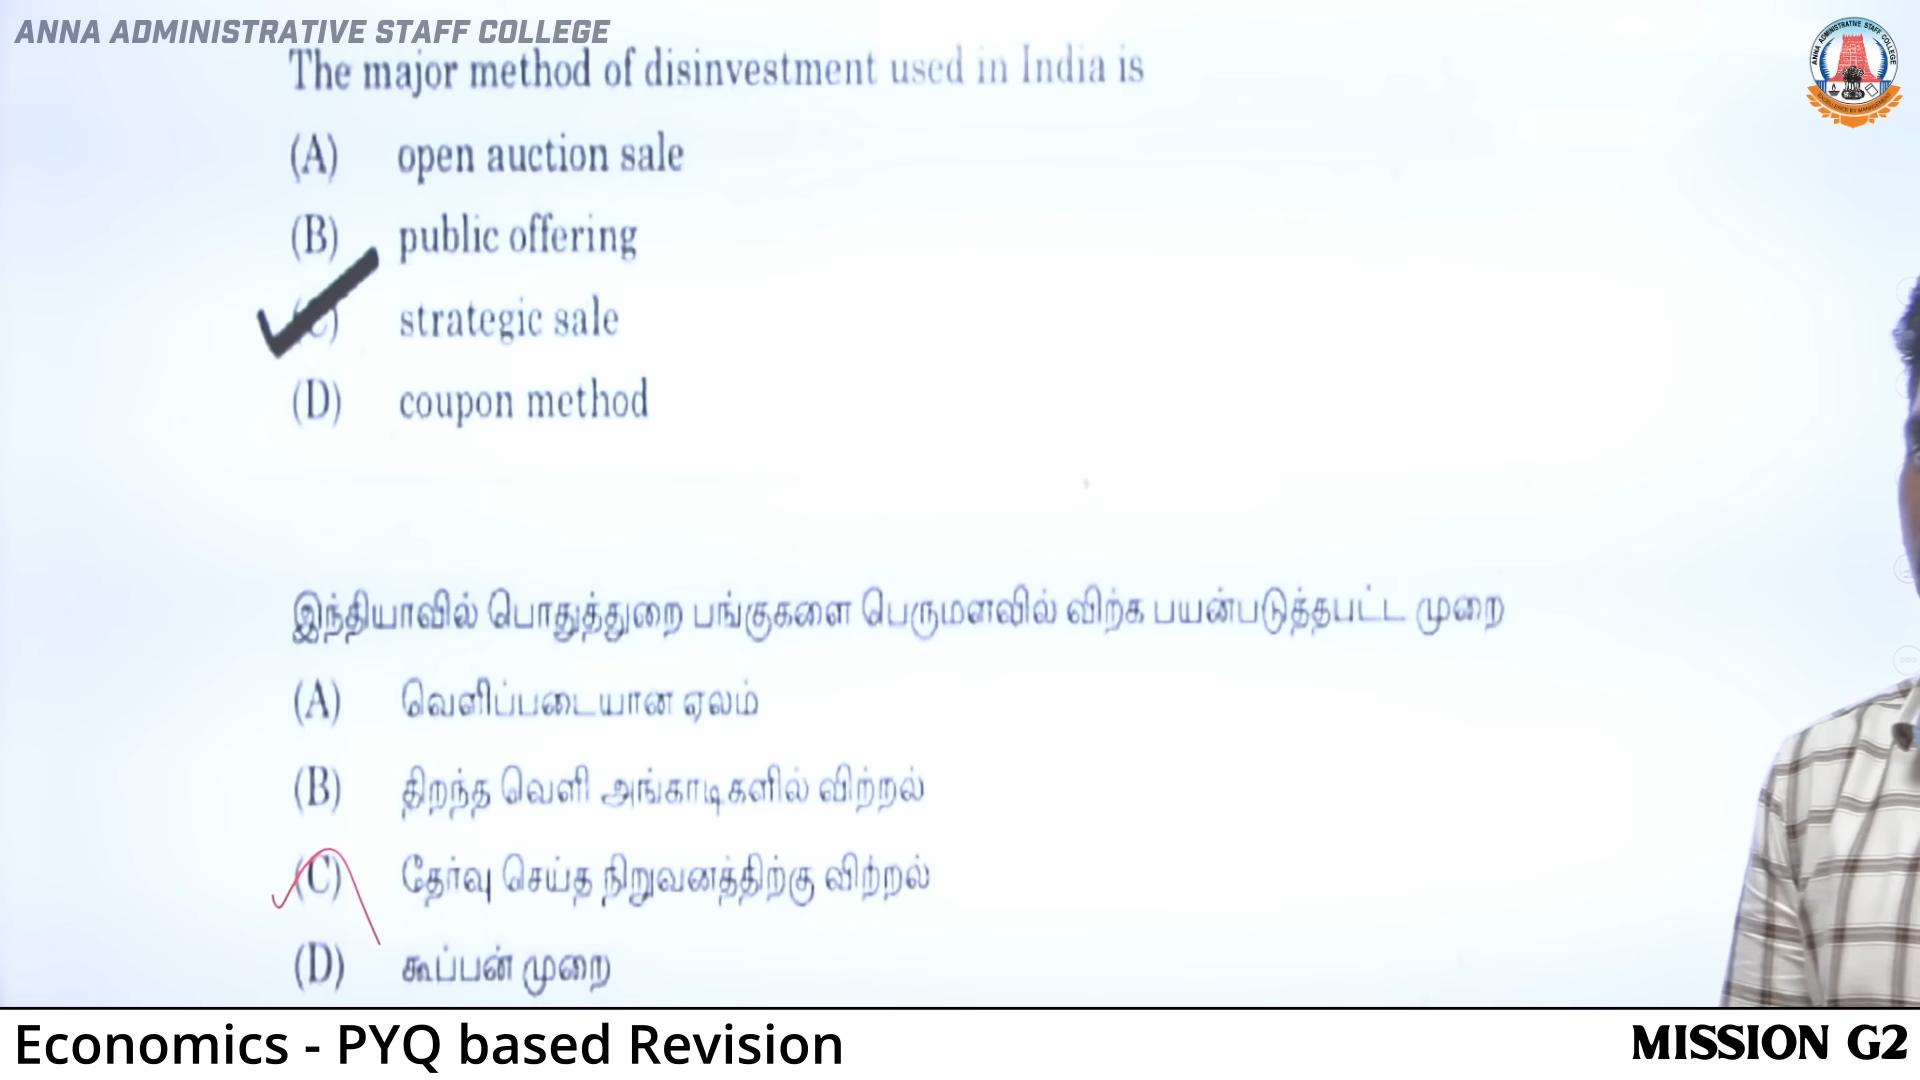 ANNA ADMINISTRATIVE STAFF COLLEGE
The major method of disinvestment used in India is
(A) open auction sale
(B) public offering
(C) strategic sale
(D) coupon method
இந்தியாவில் பொதுத்துறை பங்குகளை பெருமளவில் விற்க பயன்படுத்தபட்ட முறை
(A) வெளிப்படையான ஏலம்
(B) திறந்த வெளி அங்காடிகளில் விற்றல்
(C) தேர்வு செய்த நிறுவனத்திற்கு விற்றல்
(D) கூப்பன் முறை
Economics - PYQ based Revision
MISSION G2